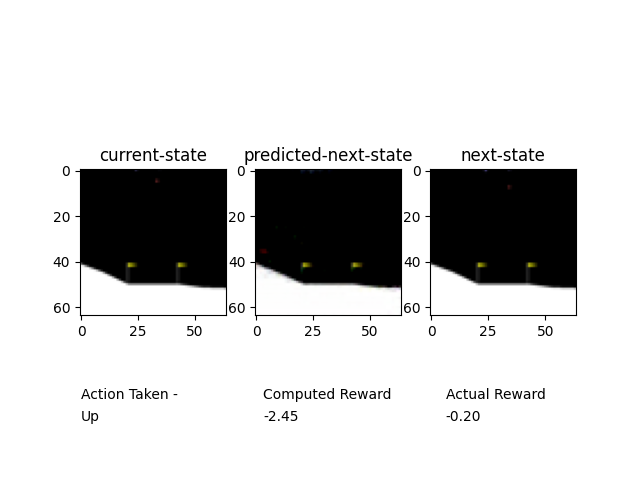 current-state predicted-next-state next-state
0 0 0
20 20 20
40 40 40
60 60 60
0 25 50 0 25 50 0 25 50
Action Taken - Computed Reward Actual Reward
Up -2.45 -0.20